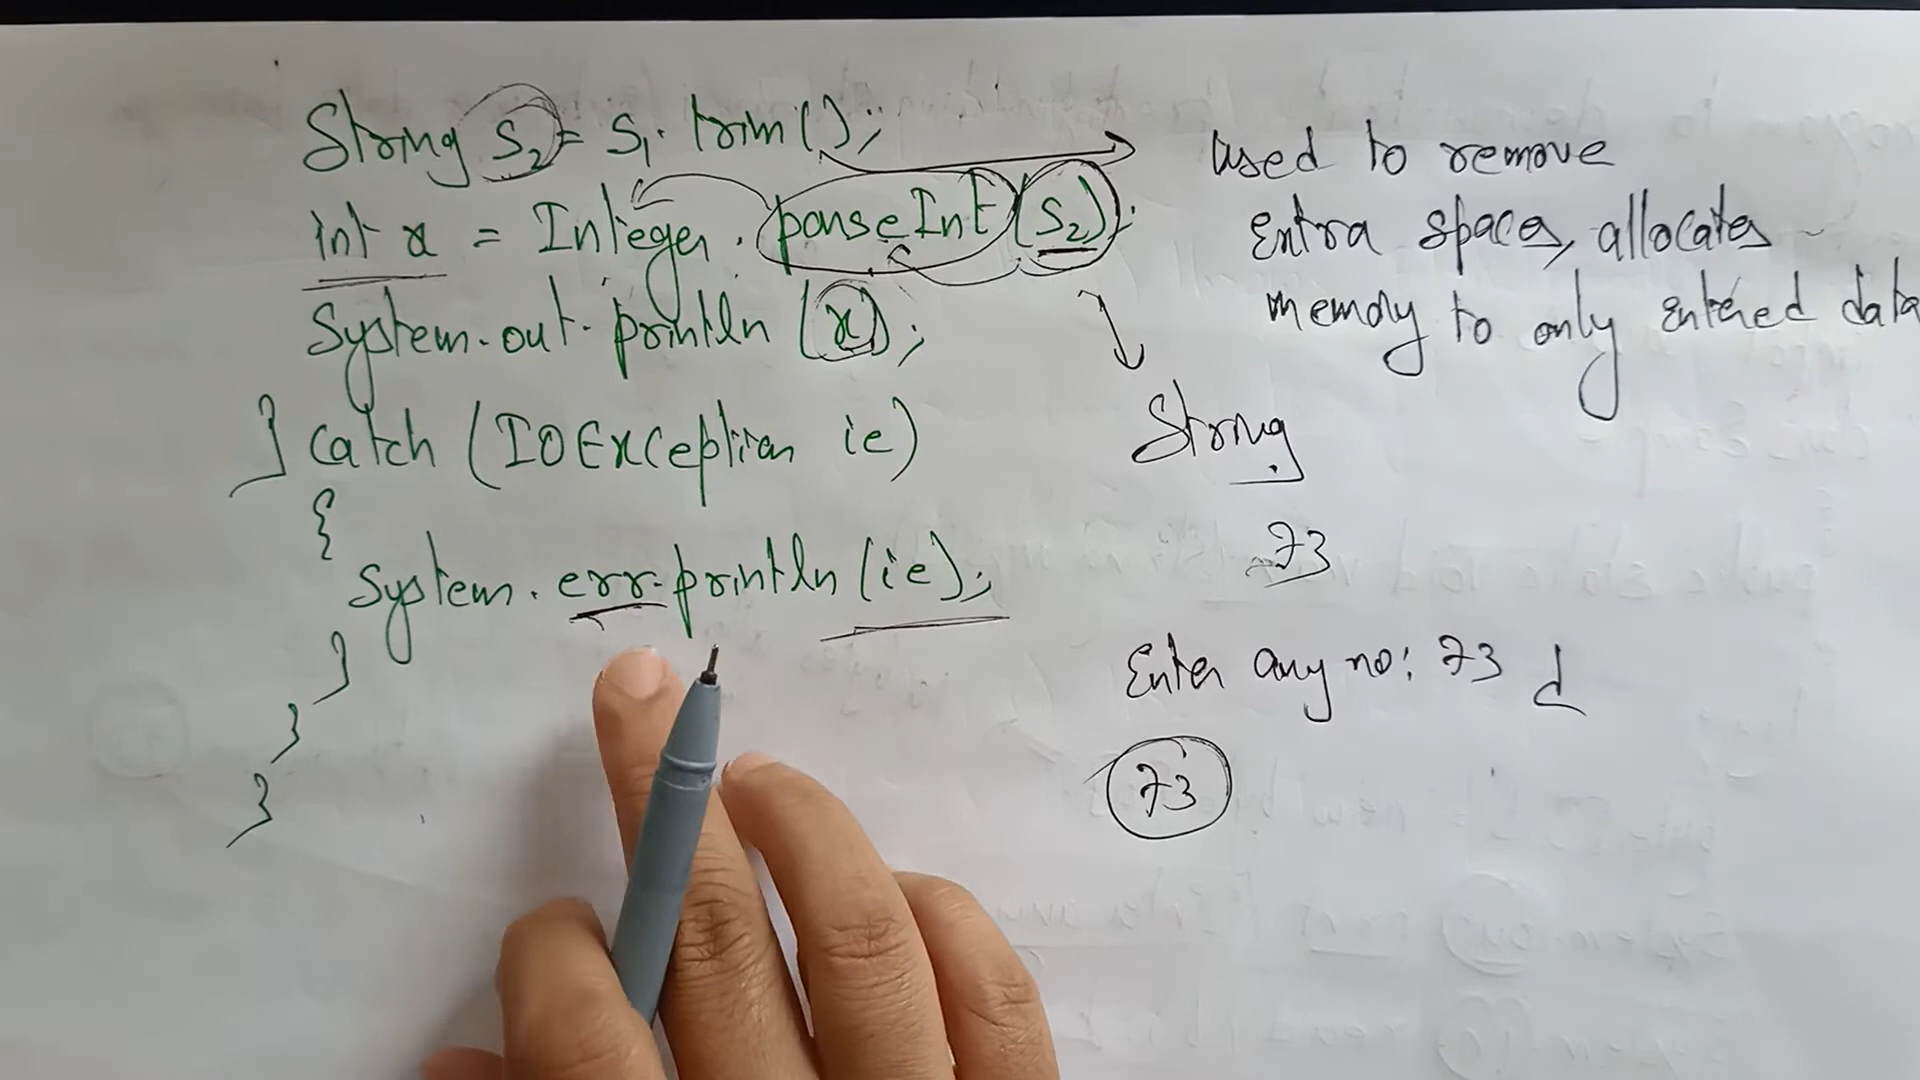 String s2 = s1.trim();
int x = Integer.parseInt(s2);
System.out.println(x);
} catch (IOException ie)
{
System.err.println(ie);
}
}
}
used to remove
extra spaces, allocates
memory to only entered data
String
73
Enter any no: 73
73